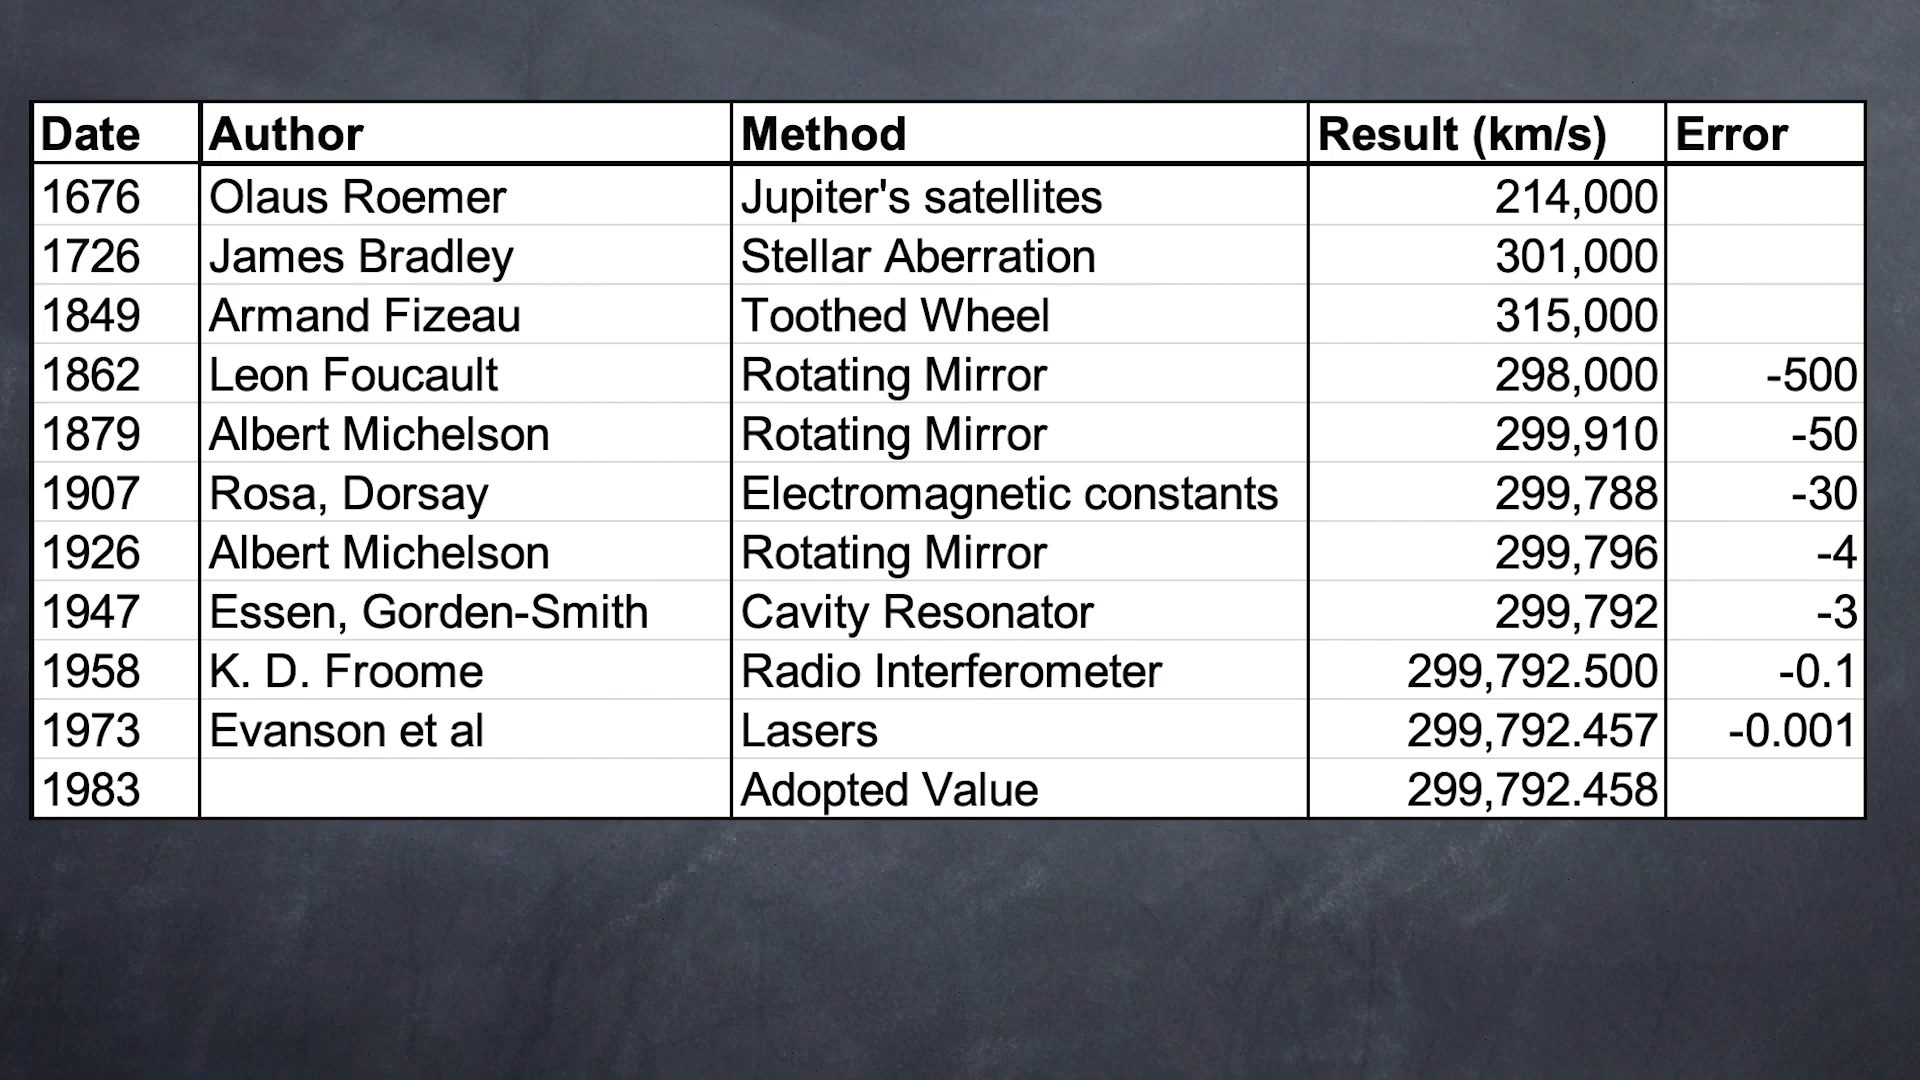 Date Author Method Result (km/s) Error
1676 Olaus Roemer Jupiter's satellites 214,000
1726 James Bradley Stellar Aberration 301,000
1849 Armand Fizeau Toothed Wheel 315,000
1862 Leon Foucault Rotating Mirror 298,000 -500
1879 Albert Michelson Rotating Mirror 299,910 -50
1907 Rosa, Dorsay Electromagnetic constants 299,788 -30
1926 Albert Michelson Rotating Mirror 299,796 -4
1947 Essen, Gorden-Smith Cavity Resonator 299,792 -3
1958 K. D. Froome Radio Interferometer 299,792.500 -0.1
1973 Evanson et al Lasers 299,792.457 -0.001
1983 Adopted Value 299,792.458